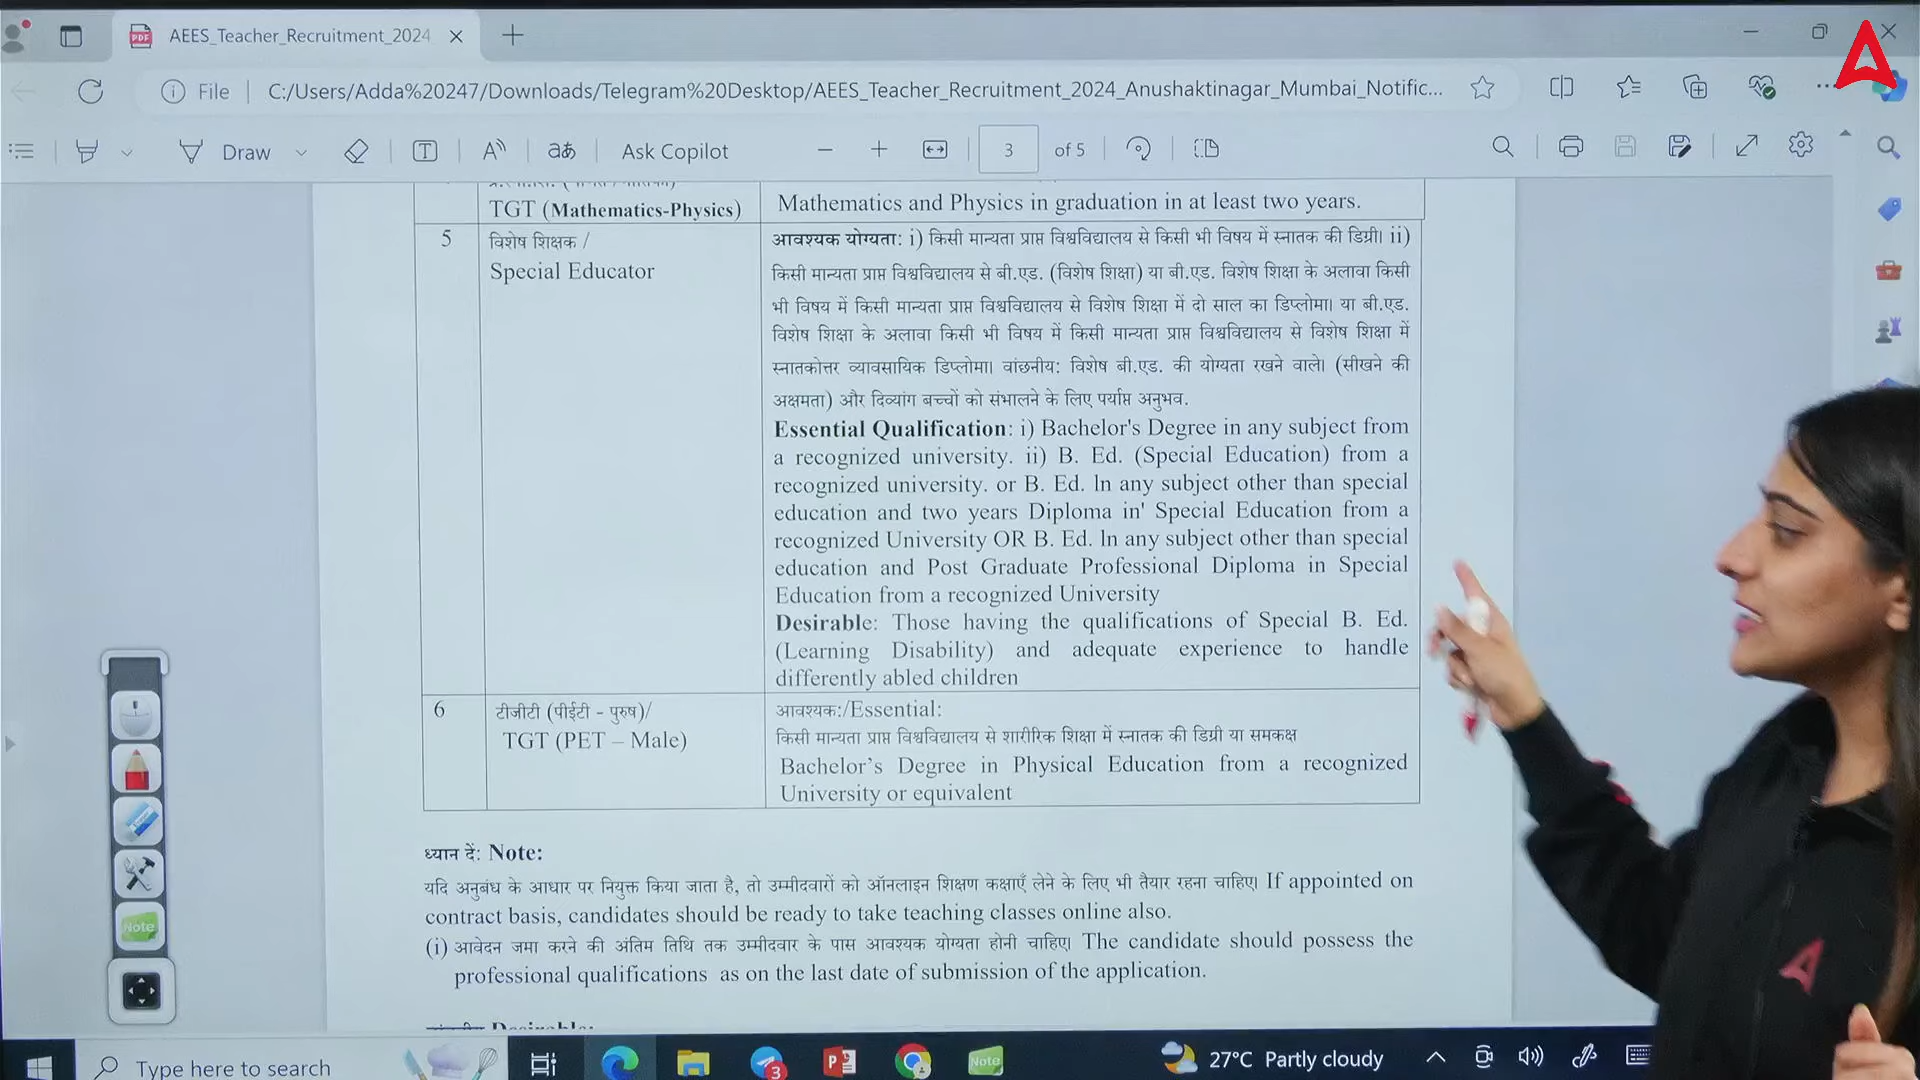 AEES_Teacher_Recruitment_2024
File
C:/Users/Adda%20247/Downloads/Telegram%20Desktop/AEES_Teacher_Recruitment_2024_Anushaktinagar_Mumbai_Notific...
Draw
aあ
Ask Copilot
3 of 5
TGT (Mathematics-Physics)
Mathematics and Physics in graduation in at least two years.
5
विशेष शिक्षक /
Special Educator
आवश्यक योग्यता: i) किसी मान्यता प्राप्त विश्वविद्यालय से किसी भी विषय में स्नातक की डिग्री। ii)
किसी मान्यता प्राप्त विश्वविद्यालय से बी.एड. (विशेष शिक्षा) या बी.एड. विशेष शिक्षा के अलावा किसी
भी विषय में किसी मान्यता प्राप्त विश्वविद्यालय से विशेष शिक्षा में दो साल का डिप्लोमा। या बी.एड.
विशेष शिक्षा के अलावा किसी भी विषय में किसी मान्यता प्राप्त विश्वविद्यालय से विशेष शिक्षा में
स्नातकोत्तर व्यावसायिक डिप्लोमा। वांछनीय: विशेष बी.एड. की योग्यता रखने वाले। (सीखने की
अक्षमता) और दिव्यांग बच्चों को संभालने के लिए पर्याप्त अनुभव.
Essential Qualification: i) Bachelor's Degree in any subject from
a recognized university. ii) B. Ed. (Special Education) from a
recognized university. or B. Ed. In any subject other than special
education and two years Diploma in' Special Education from a
recognized University OR B. Ed. In any subject other than special
education and Post Graduate Professional Diploma in Special
Education from a recognized University
Desirable: Those having the qualifications of Special B. Ed.
(Learning Disability) and adequate experience to handle
differently abled children
6
टीजीटी (पीईटी - पुरुष)/
TGT (PET – Male)
आवश्यक:/Essential:
किसी मान्यता प्राप्त विश्वविद्यालय से शारीरिक शिक्षा में स्नातक की डिग्री या समकक्ष
Bachelor’s Degree in Physical Education from a recognized
University or equivalent
ध्यान दें: Note:
यदि अनुबंध के आधार पर नियुक्त किया जाता है, तो उम्मीदवारों को ऑनलाइन शिक्षण कक्षाएँ लेने के लिए भी तैयार रहना चाहिए। If appointed on
contract basis, candidates should be ready to take teaching classes online also.
(i) आवेदन जमा करने की अंतिम तिथि तक उम्मीदवार के पास आवश्यक योग्यता होनी चाहिए। The candidate should possess the
professional qualifications as on the last date of submission of the application.
Note
Type here to search
3
Note
27°C Partly cloudy